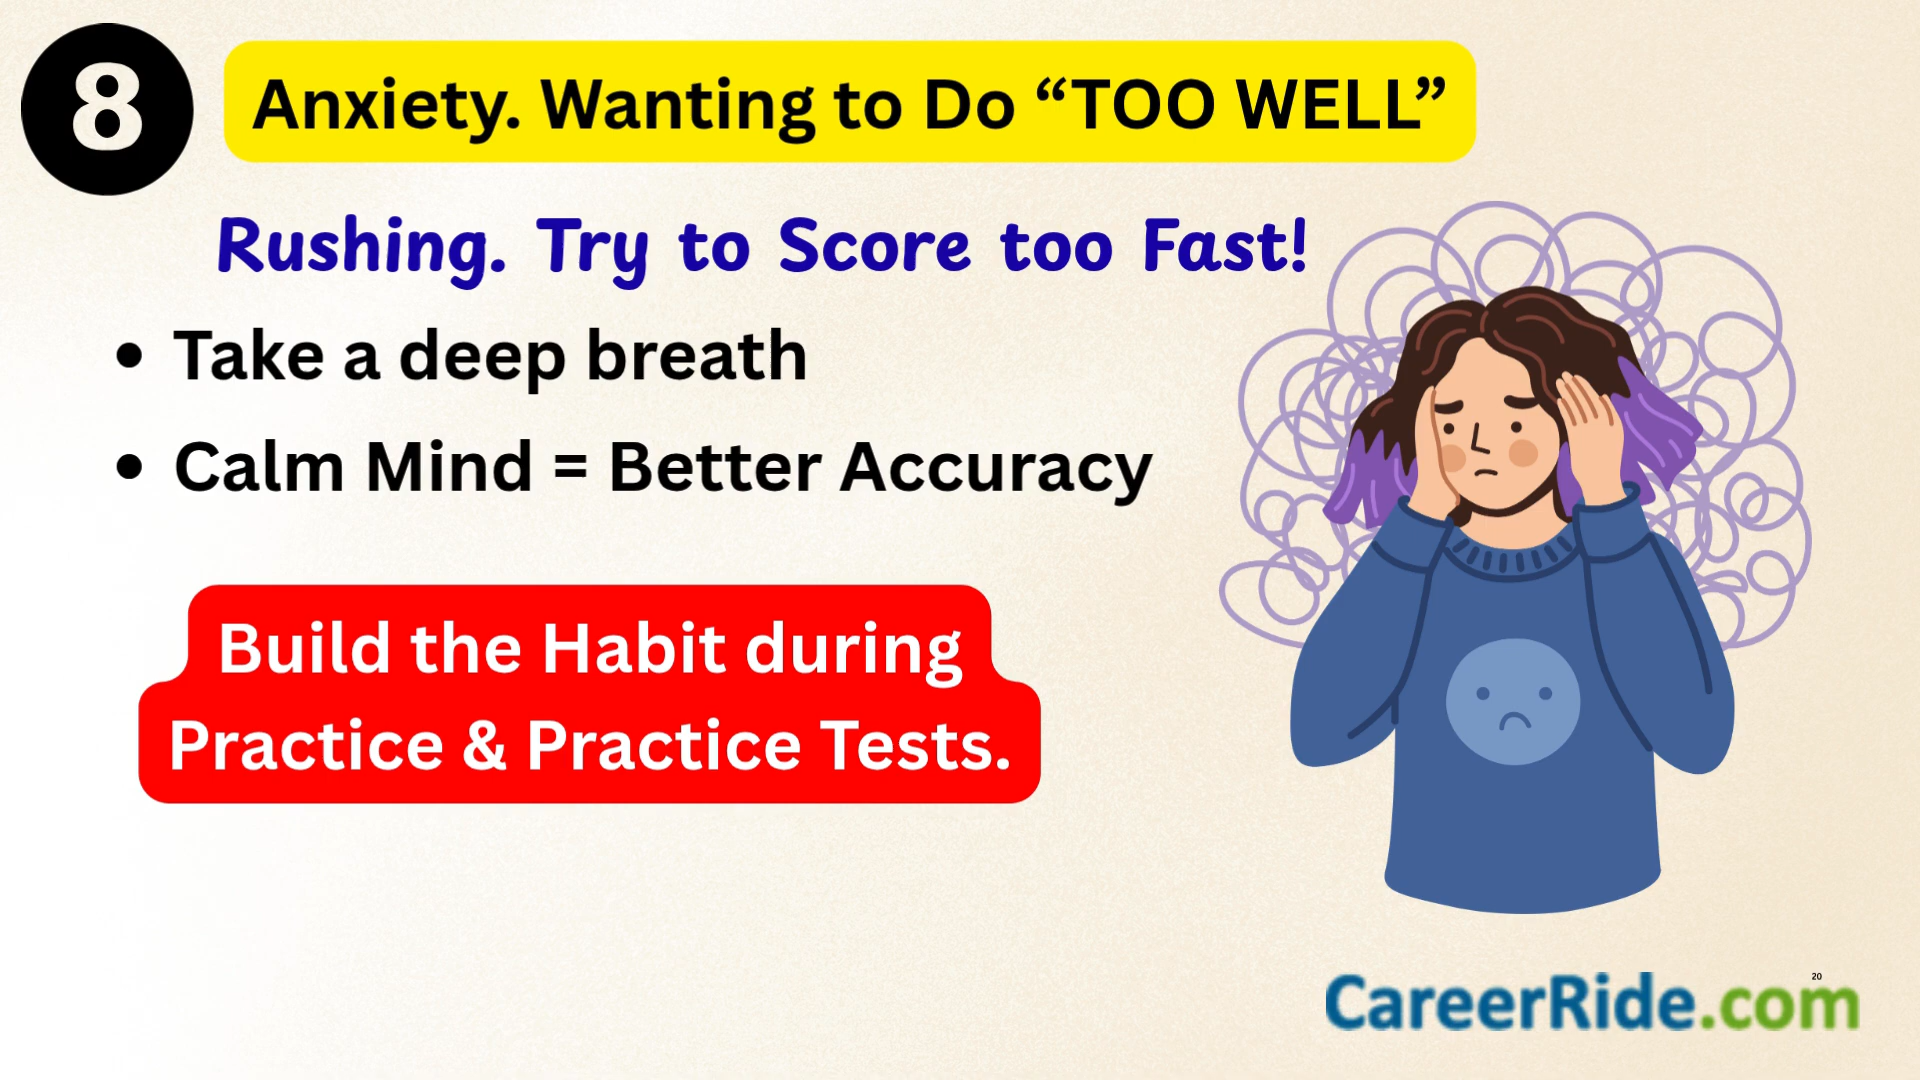 8
Anxiety. Wanting to Do “TOO WELL”
Rushing. Try to Score too Fast!
• Take a deep breath
• Calm Mind = Better Accuracy
Build the Habit during
Practice & Practice Tests.
20
CareerRide.com